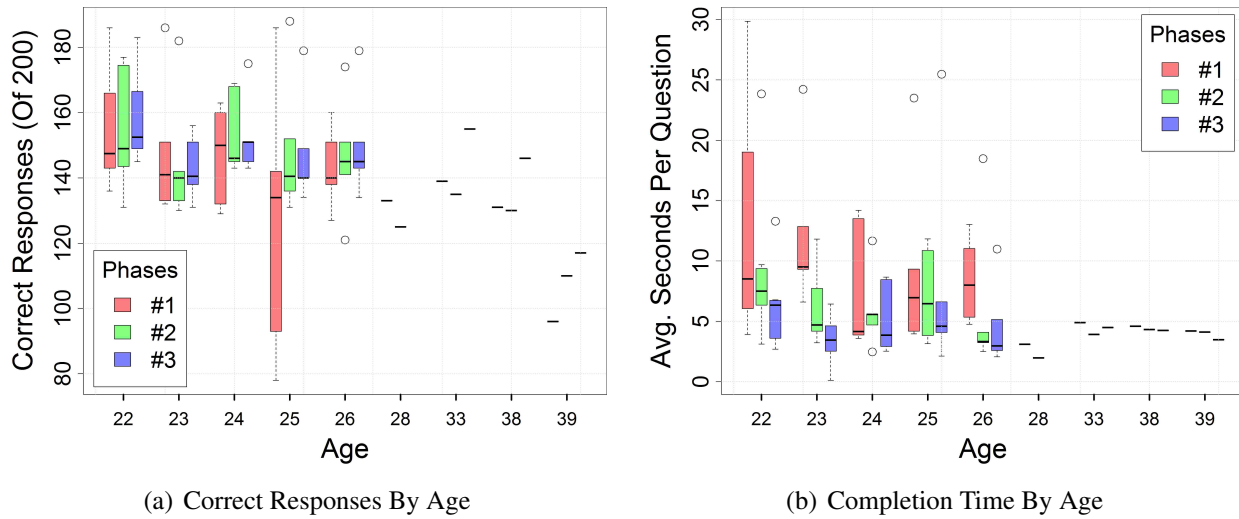 Correct Responses (Of 200)
180
160
140
120
100
80
Phases
#1
#2
#3
22 23 24 25 26 28 33 38 39
Age
(a) Correct Responses By Age
Avg. Seconds Per Question
30
25
20
15
10
5
0
Phases
#1
#2
#3
22 23 24 25 26 28 33 38 39
Age
(b) Completion Time By Age